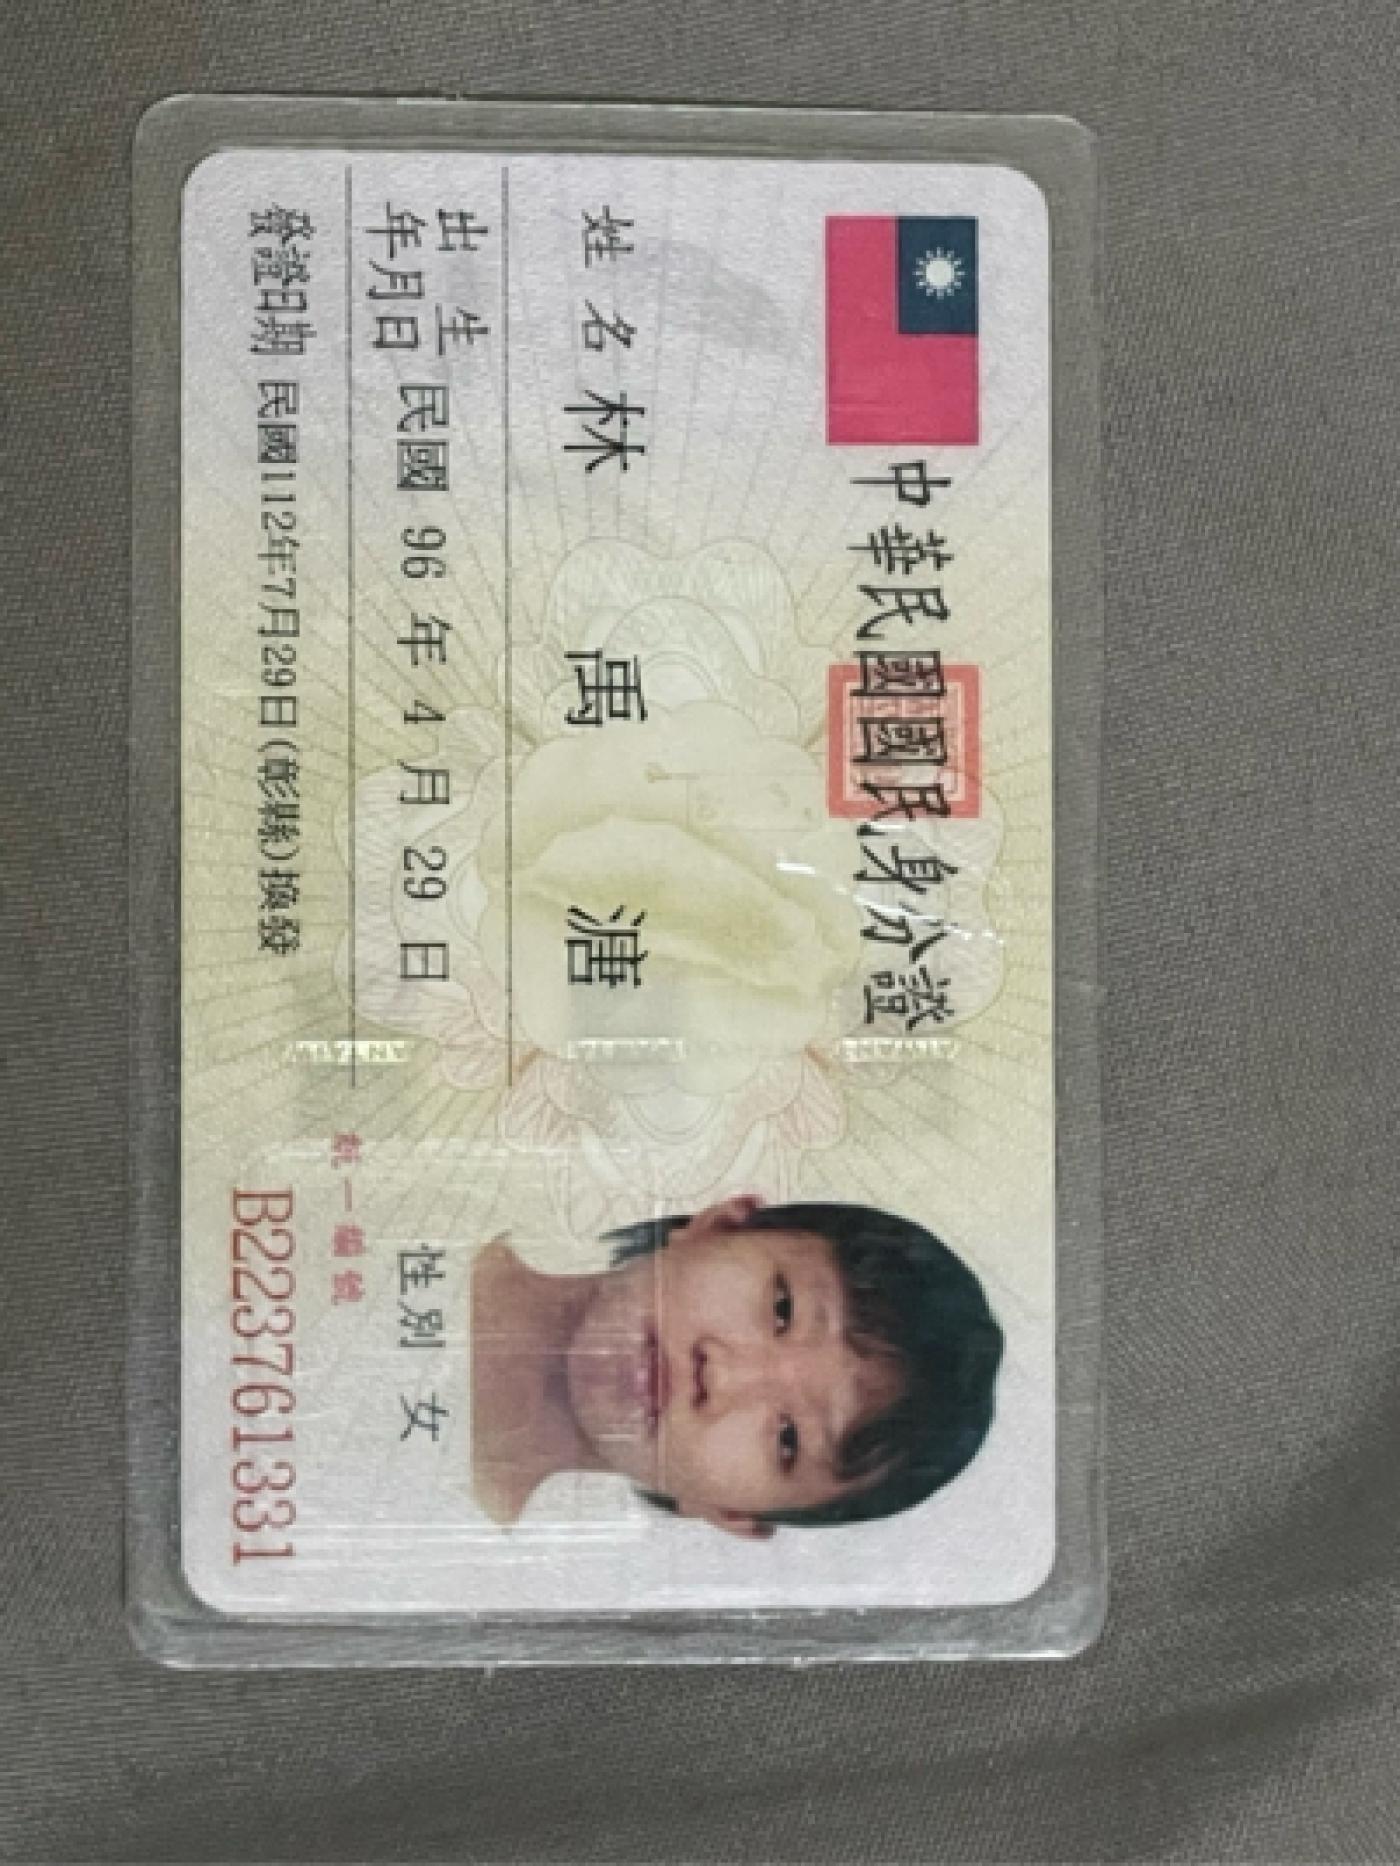 中華民國國民身分證
姓名 林禹溏
出生年月日 民國 96 年 4 月 29 日
性別 女
發證日期 民國112年7月29日(彰縣)換發
統一編號
B223761331